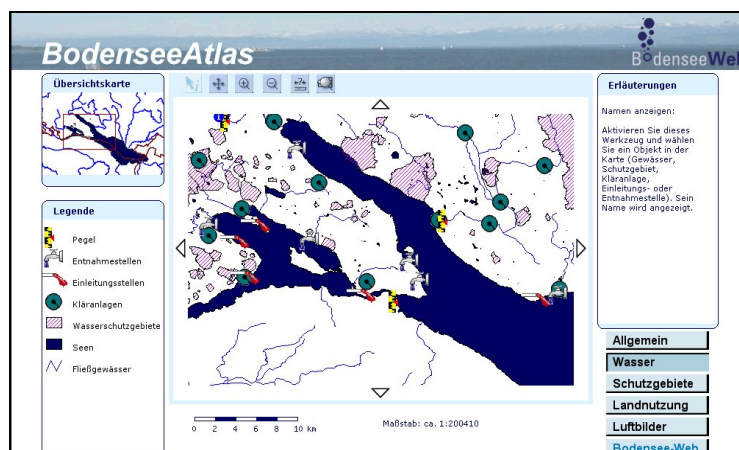 BodenseeAtlas
BodenseeWeb
Übersichtskarte
Legende
Pegel
Entnahmestellen
Einleitungsstellen
Kläranlagen
Wasserschutzgebiete
Seen
Fließgewässer
0 2 4 6 8 10 km
Maßstab: ca. 1:200410
Erläuterungen
Namen anzeigen:
Aktivieren Sie dieses
Werkzeug und wählen
Sie ein Objekt in der
Karte (Gewässer,
Schutzgebiet,
Kläranlage,
Einleitungs- oder
Entnahmestelle). Sein
Name wird angezeigt.
Allgemein
Wasser
Schutzgebiete
Landnutzung
Luftbilder
Bodensee-Web